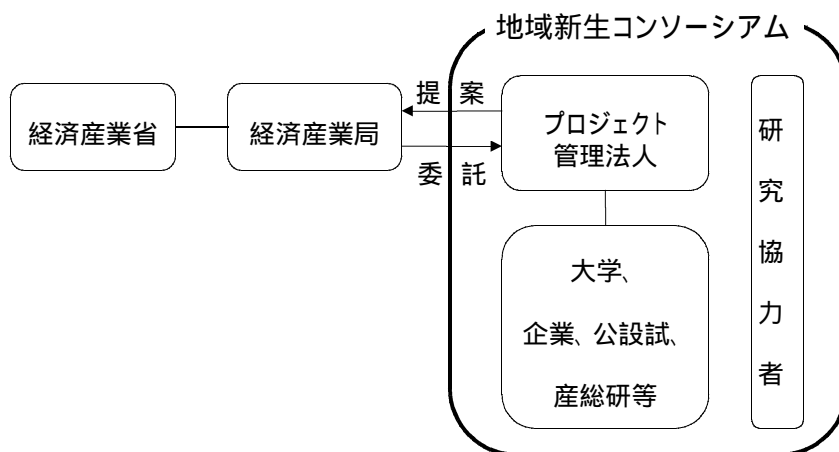 地域新生コンソーシアム
経済産業省
経済産業局
提案
委託
プロジェクト
管理法人
大学、
企業、公設試、
産総研等
研究協力者